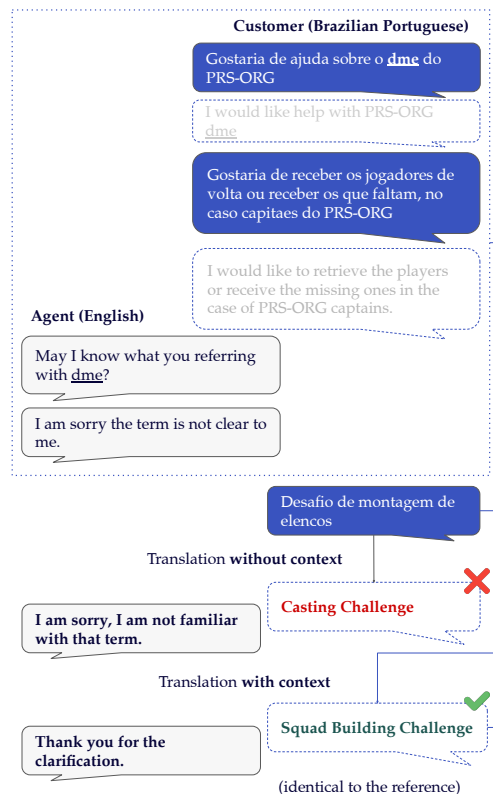 Customer (Brazilian Portuguese)
Gostaria de ajuda sobre o dme do
PRS-ORG
I would like help with PRS-ORG
dme
Gostaria de receber os jogadores de
volta ou receber os que faltam, no
caso capitaes do PRS-ORG
I would like to retrieve the players
or receive the missing ones in the
case of PRS-ORG captains.
Agent (English)
May I know what you referring
with dme?
I am sorry the term is not clear to
me.
Desafio de montagem de
elencos
Translation without context
Casting Challenge
I am sorry, I am not familiar
with that term.
Translation with context
Squad Building Challenge
Thank you for the
clarification.
(identical to the reference)